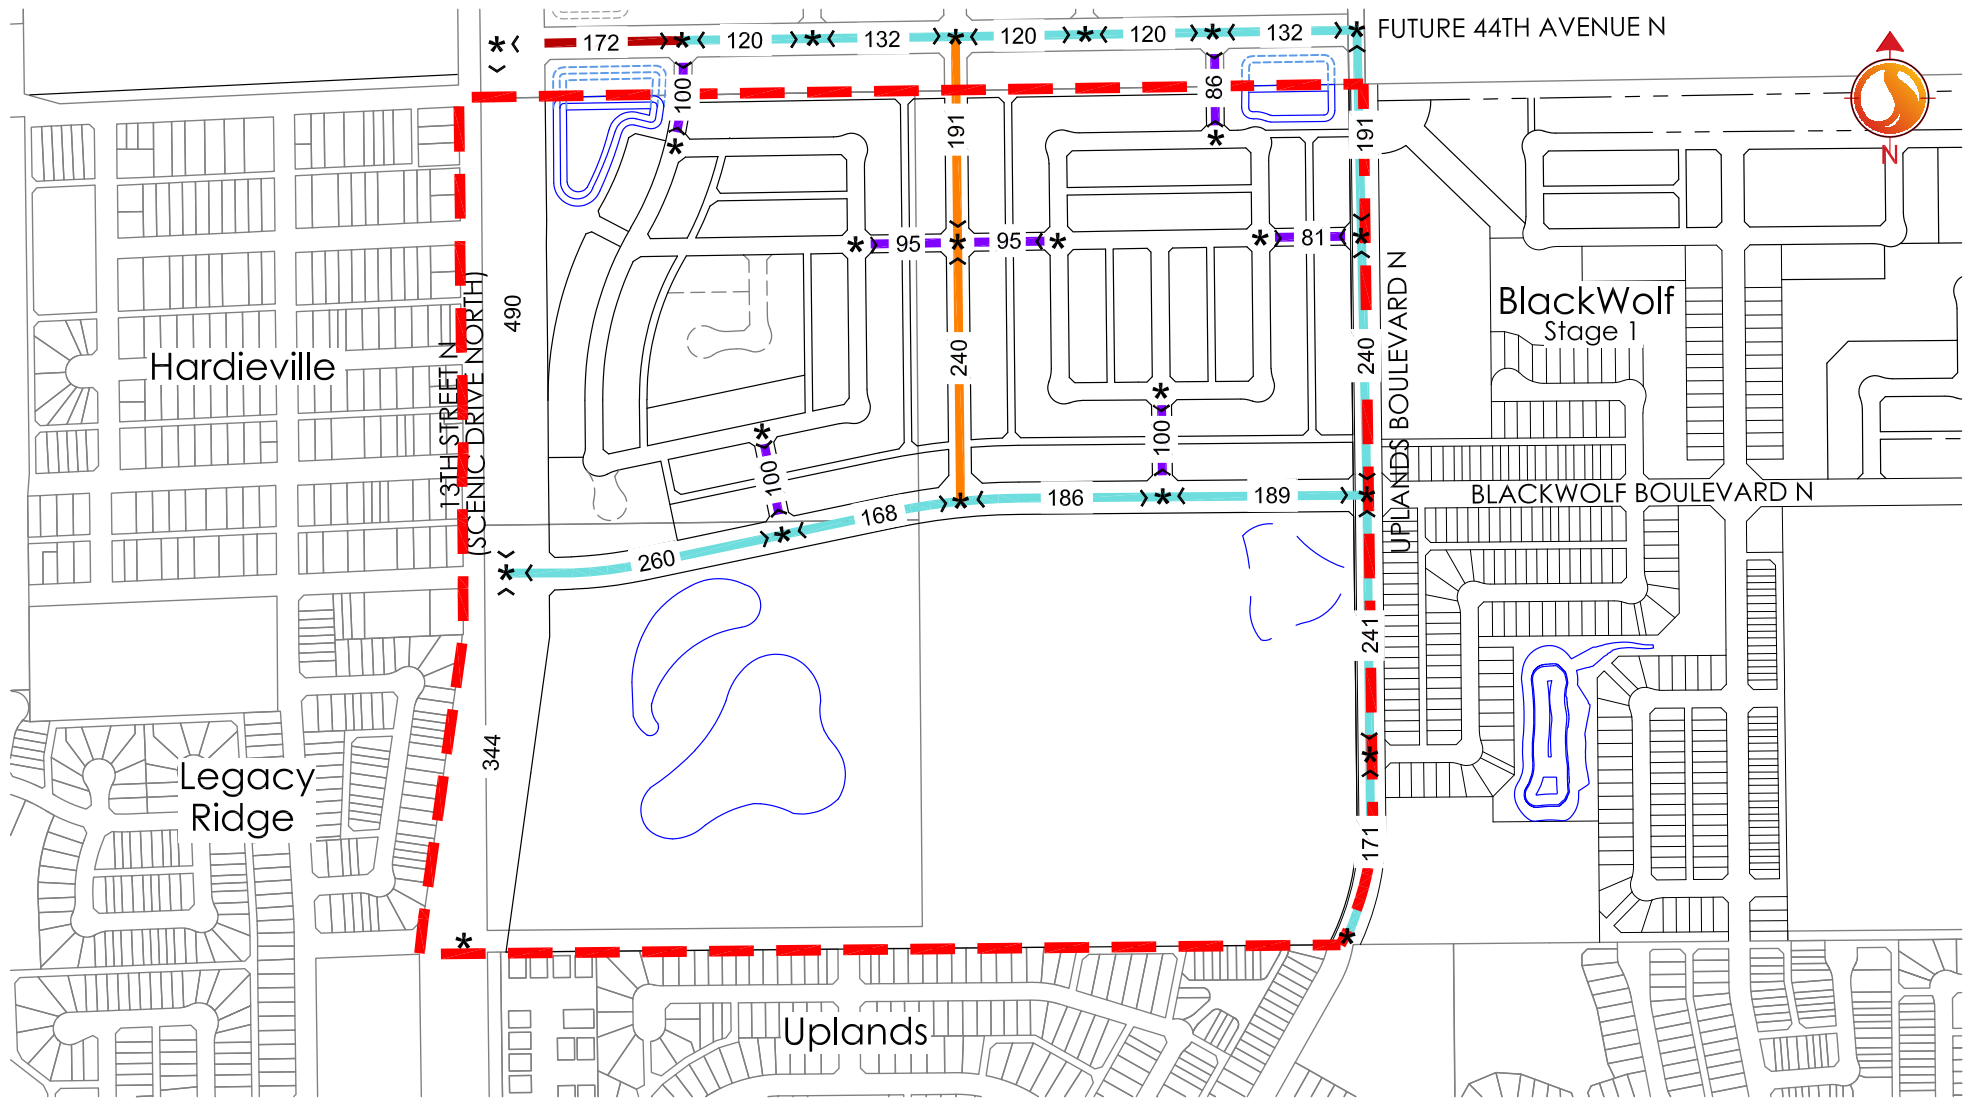 172
120
132
120
120
132
FUTURE 44TH AVENUE N
100
86
191
191
N
95
95
81
490
240
240
UPLANDS BOULEVARD N
BlackWolf
Stage 1
Hardieville
13TH STREET N
(SCENIC DRIVE NORTH)
100
100
186
189
BLACKWOLF BOULEVARD N
168
260
241
344
Legacy
Ridge
171
Uplands